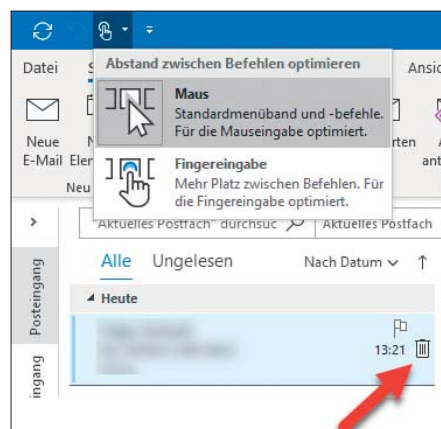 Abstand zwischen Befehlen optimieren
Datei
Ansic
Maus
Standardmenüband und -befehle.
Für die Mauseingabe optimiert.
Neue
E-Mail
Elen
rten
ant
Neu
Fingereingabe
Mehr Platz zwischen Befehlen. Für
die Fingereingabe optimiert.
"Aktuelles Postfach" durchsuc
Aktuelles Postfach
Alle Ungelesen Nach Datum
Heute
13:21
Posteingang
ingang